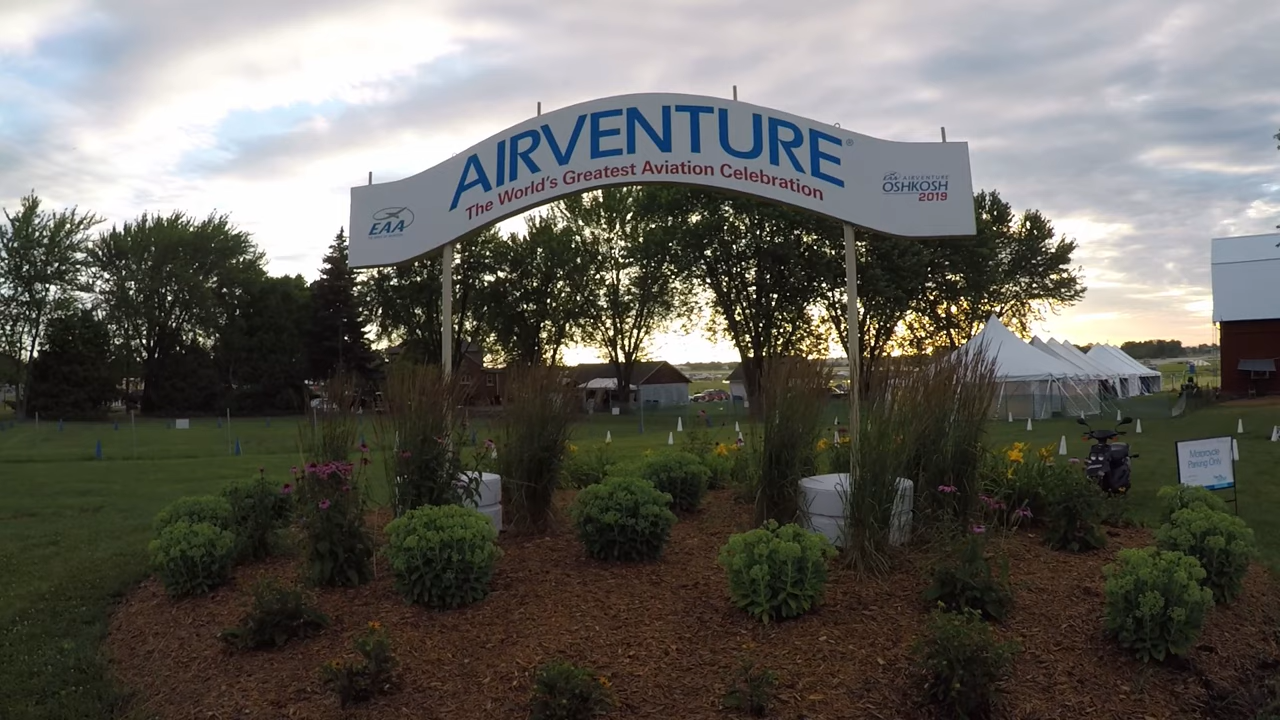 AIRVENTURE®
The World's Greatest Aviation Celebration
EAA
EAA AIRVENTURE
OSHKOSH
2019
Motorcycle
Parking Only